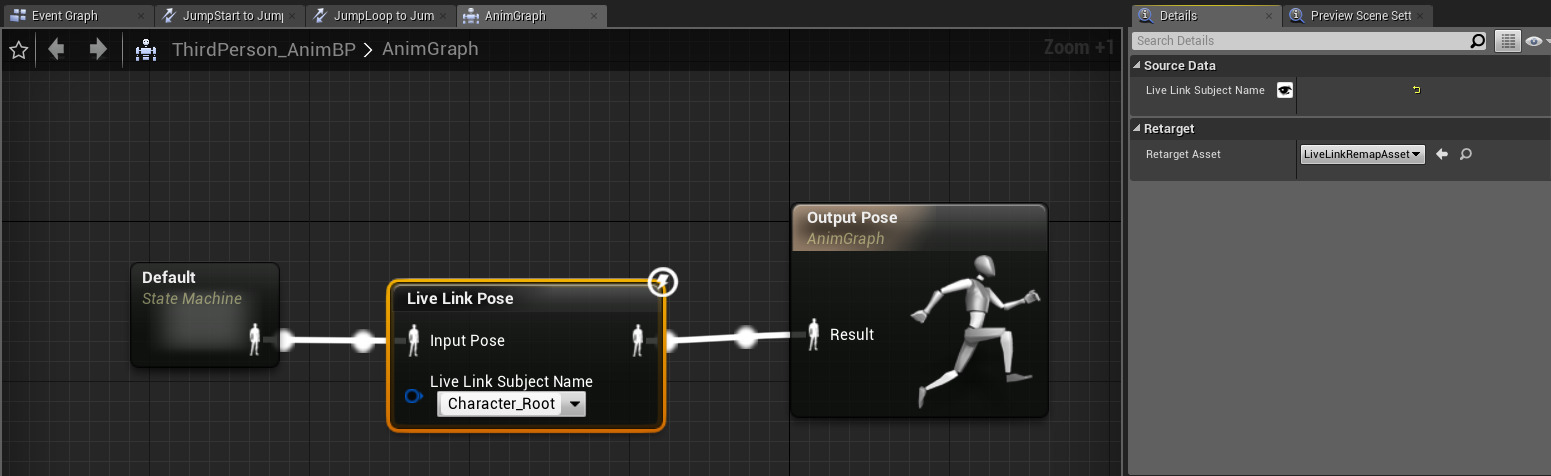 Event Graph
JumpStart to Jump
JumpLoop to Jum
AnimGraph
Details
Preview Scene Sett
ThirdPerson_AnimBP > AnimGraph
Zoom +1
Search Details
Source Data
Live Link Subject Name
Retarget
Retarget Asset
LiveLinkRemapAsset
Default
State Machine
Live Link Pose
Input Pose
Live Link Subject Name
Character_Root
Output Pose
AnimGraph
Result